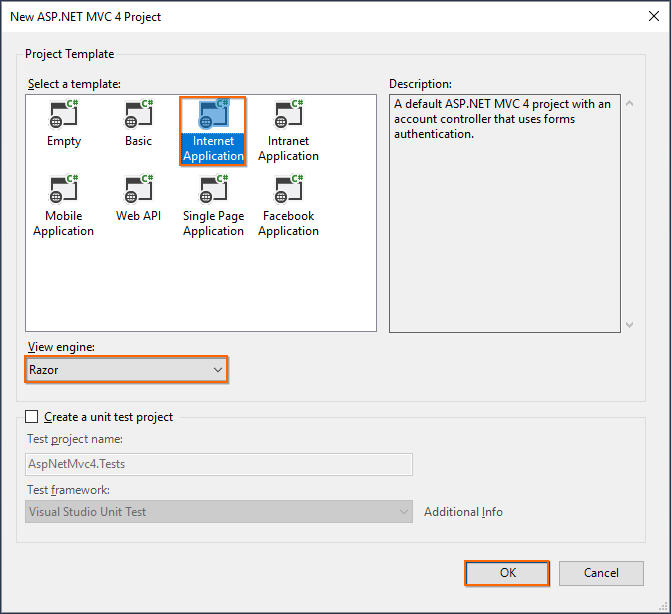 New ASP.NET MVC 4 Project
Project Template
Select a template:
C# C# C# C#
Empty Basic Internet Intranet
Application Application
C# C# C# C#
Mobile Web API Single Page Facebook
Application Application Application
Description:
A default ASP.NET MVC 4 project with an
account controller that uses forms
authentication.
View engine:
Razor
Create a unit test project
Test project name:
AspNetMvc4.Tests
Test framework:
Visual Studio Unit Test
Additional Info
OK Cancel